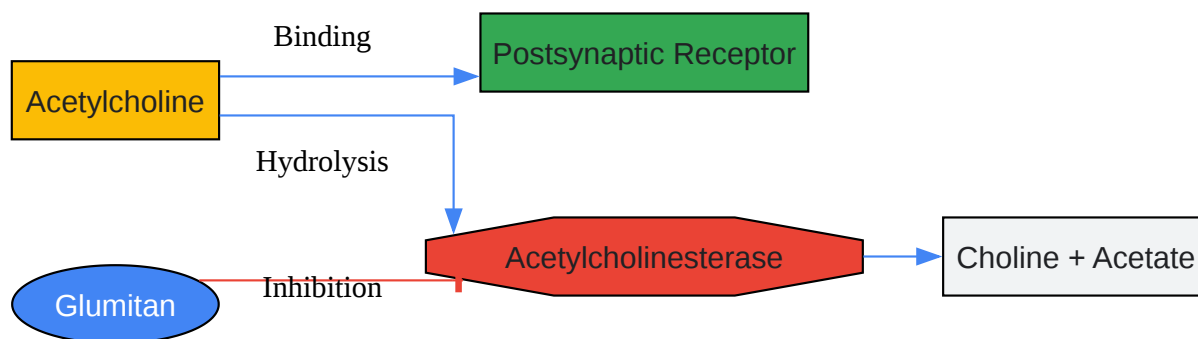 Binding
Postsynaptic Receptor
Acetylcholine
Hydrolysis
Acetylcholinesterase
Choline + Acetate
Inhibition
Glumitan